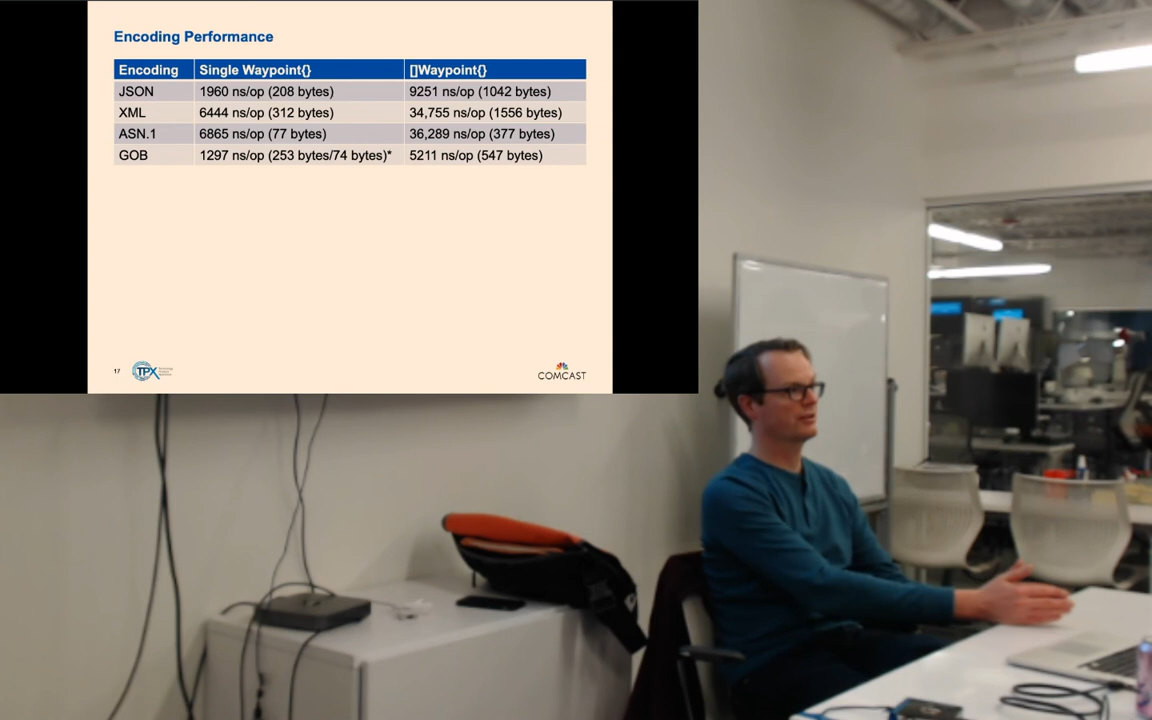 Encoding Performance
Encoding Single Waypoint{} []Waypoint{}
JSON 1960 ns/op (208 bytes) 9251 ns/op (1042 bytes)
XML 6444 ns/op (312 bytes) 34,755 ns/op (1556 bytes)
ASN.1 6865 ns/op (77 bytes) 36,289 ns/op (377 bytes)
GOB 1297 ns/op (253 bytes/74 bytes)* 5211 ns/op (547 bytes)
17 TPX
COMCAST